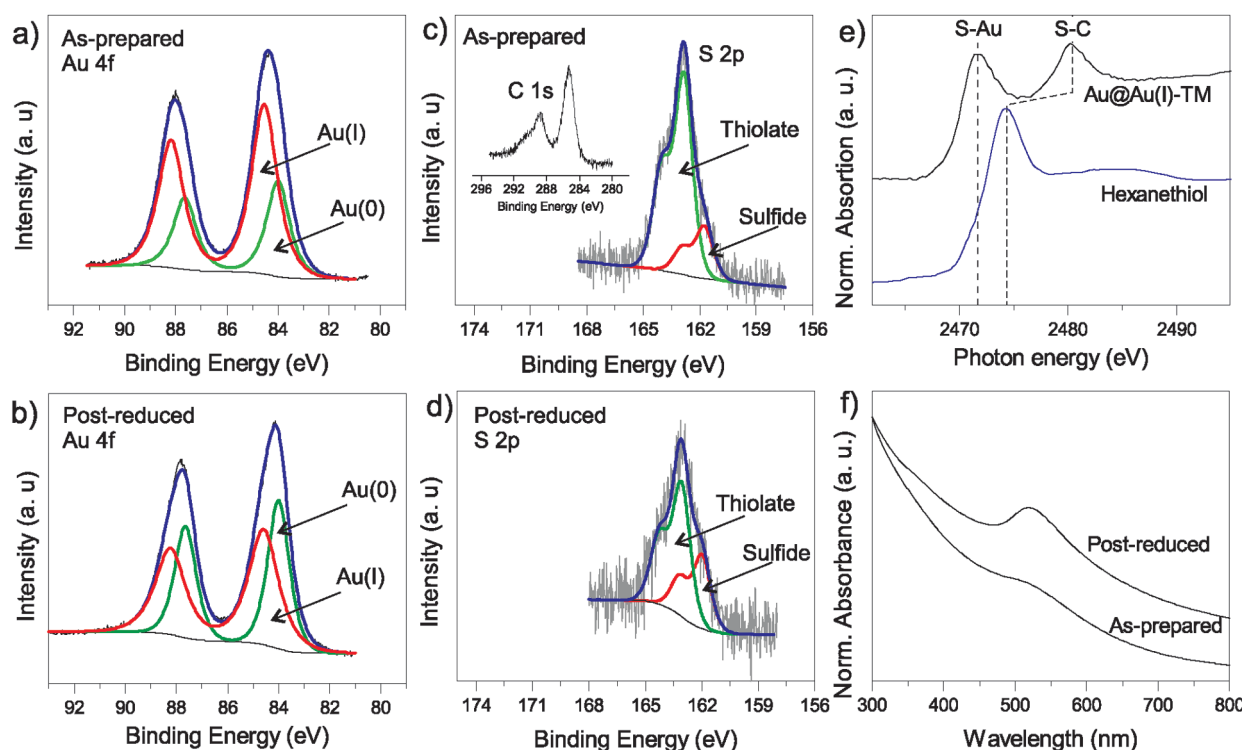 a)
As-prepared
Au 4f
Au(I)
Au(0)
Intensity (a. u)
92 90 88 86 84 82 80
Binding Energy (eV)
b)
Post-reduced
Au 4f
Au(0)
Au(I)
Intensity (a. u)
92 90 88 86 84 82 80
Binding Energy (eV)
c)
As-prepared
S 2p
C 1s
296 292 288 284 280
Binding Energy (eV)
Thiolate
Sulfide
Intensity (a. u)
174 171 168 165 162 159 156
Binding Energy (eV)
d)
Post-reduced
S 2p
Thiolate
Sulfide
Intensity (a. u)
174 171 168 165 162 159 156
Binding Energy (eV)
e)
S-Au
S-C
Au@Au(I)-TM
Hexanethiol
Norm. Absorption (a. u.)
2470 2480 2490
Photon energy (eV)
f)
Post-reduced
As-prepared
Norm. Absorbance (a. u.)
300 400 500 600 700 800
Wavelength (nm)